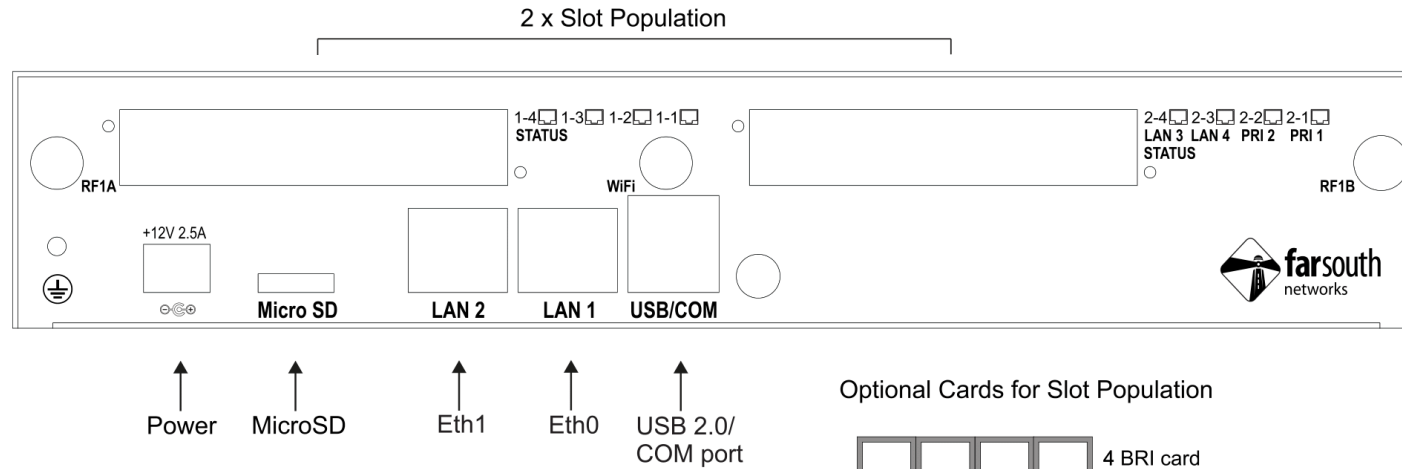 2 x Slot Population
1-4 1-3 1-2 1-1
STATUS
2-4 2-3 2-2 2-1
LAN 3 LAN 4 PRI 2 PRI 1
STATUS
RF1A
WiFi
RF1B
+12V 2.5A
farsouth
networks
Micro SD
LAN 2
LAN 1
USB/COM
Power
MicroSD
Eth1
Eth0
USB 2.0/
COM port
Optional Cards for Slot Population
4 BRI card